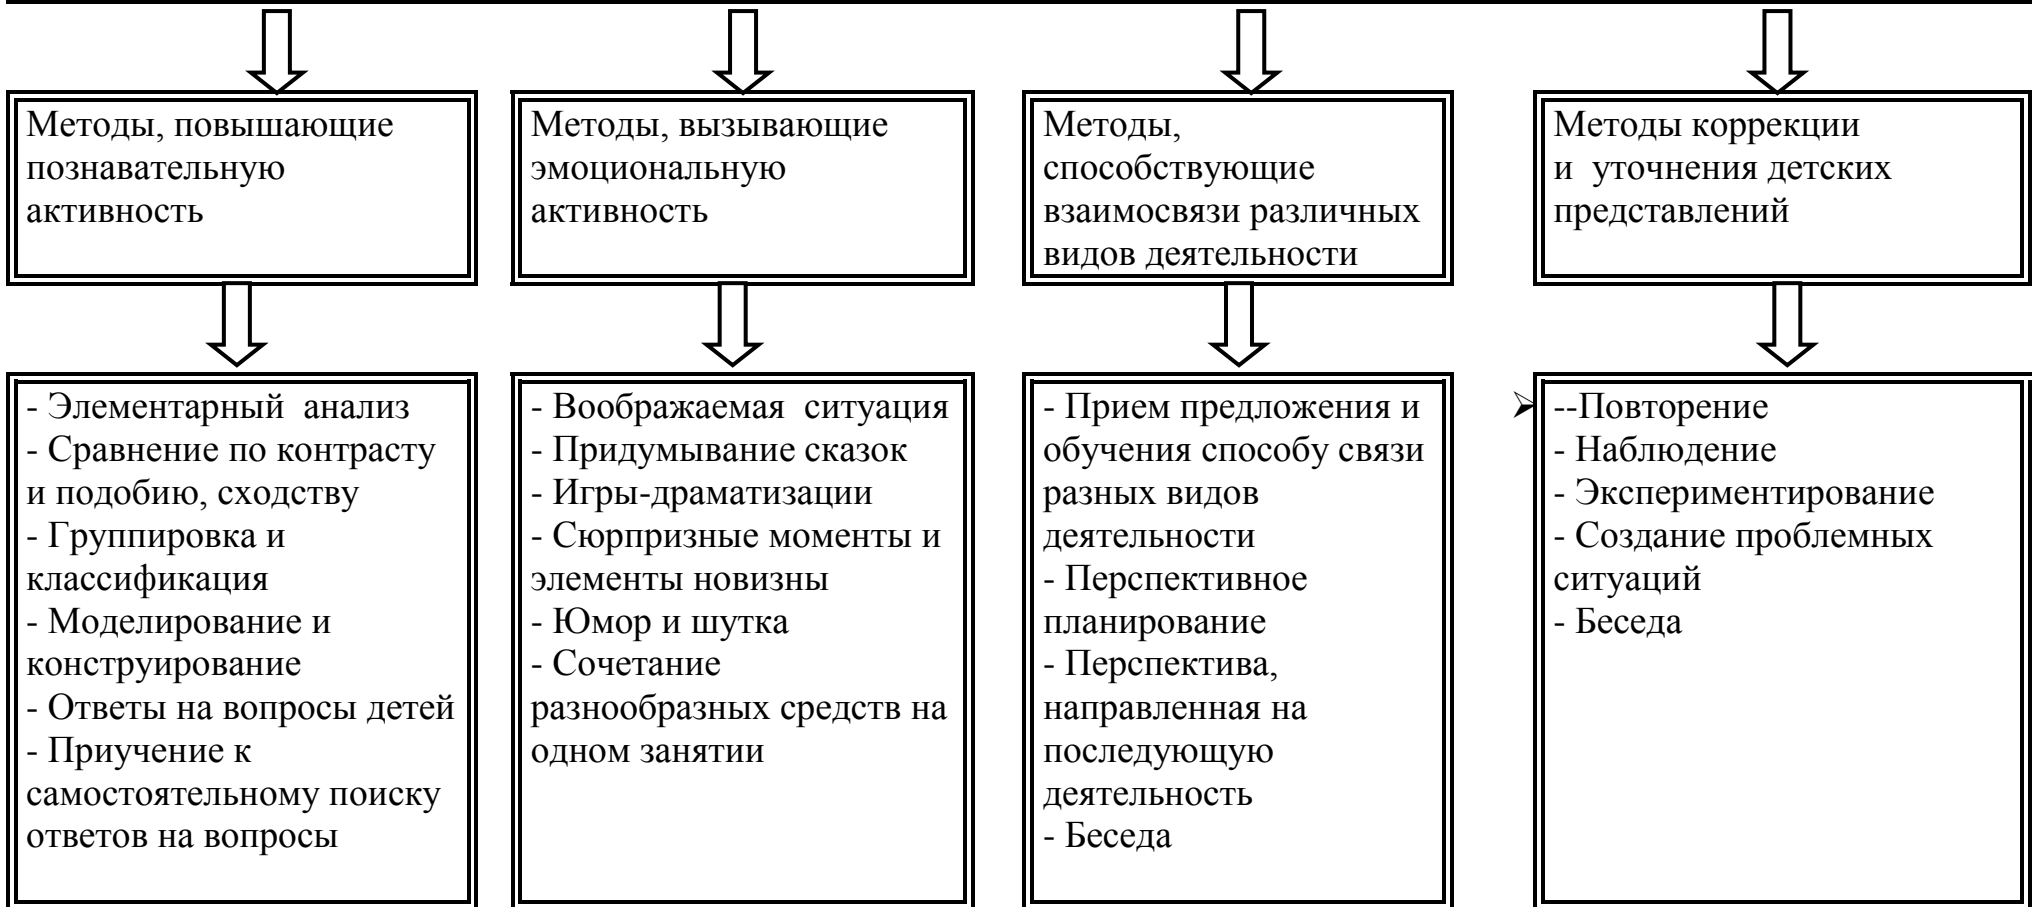 Методы, повышающие
познавательную
активность
Методы, вызывающие
эмоциональную
активность
Методы,
способствующие
взаимосвязи различных
видов деятельности
Методы коррекции
и  уточнения детских
представлений
- Элементарный  анализ
- Сравнение по контрасту
и подобию, сходству
- Группировка и
классификация
- Моделирование и
конструирование
- Ответы на вопросы детей
- Приучение к
самостоятельному поиску
ответов на вопросы
- Воображаемая  ситуация
- Придумывание сказок
- Игры-драматизации
- Сюрпризные моменты и
элементы новизны
- Юмор и шутка
- Сочетание
разнообразных средств на
одном занятии
- Прием предложения и
обучения способу связи
разных видов
деятельности
- Перспективное
планирование
- Перспектива,
направленная на
последующую
деятельность
- Беседа
--Повторение
- Наблюдение
- Экспериментирование
- Создание проблемных
ситуаций
- Беседа